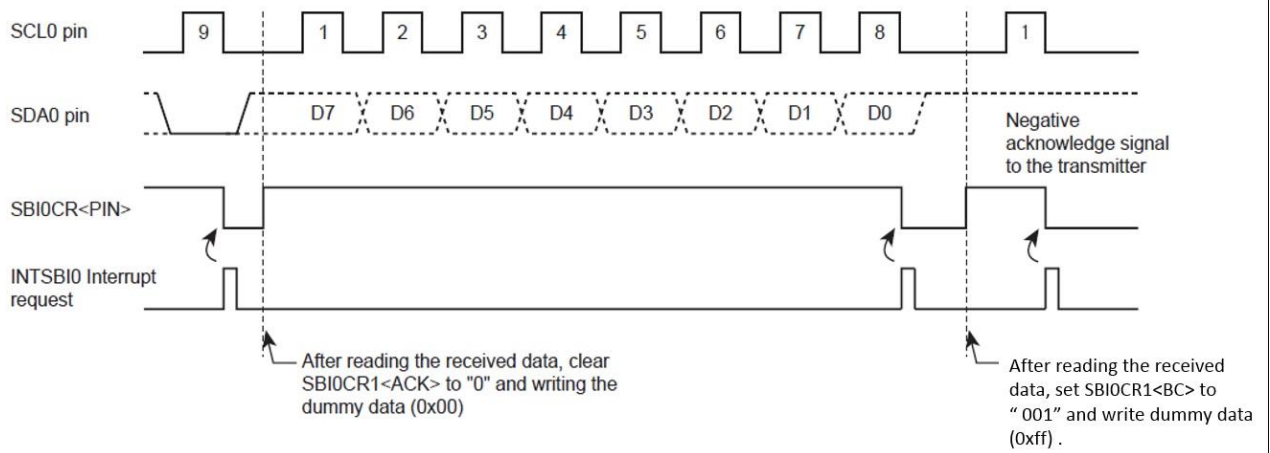 SCL0 pin
9
1
2
3
4
5
6
7
8
1
SDA0 pin
D7
D6
D5
D4
D3
D2
D1
D0
Negative
acknowledge signal
to the transmitter
SBI0CR<PIN>
INTSBI0 Interrupt
request
After reading the received data, clear
SBI0CR1<ACK> to "0" and writing the
dummy data (0x00)
After reading the received
data, set SBI0CR1<BC> to
“ 001” and write dummy data
(0xff) .